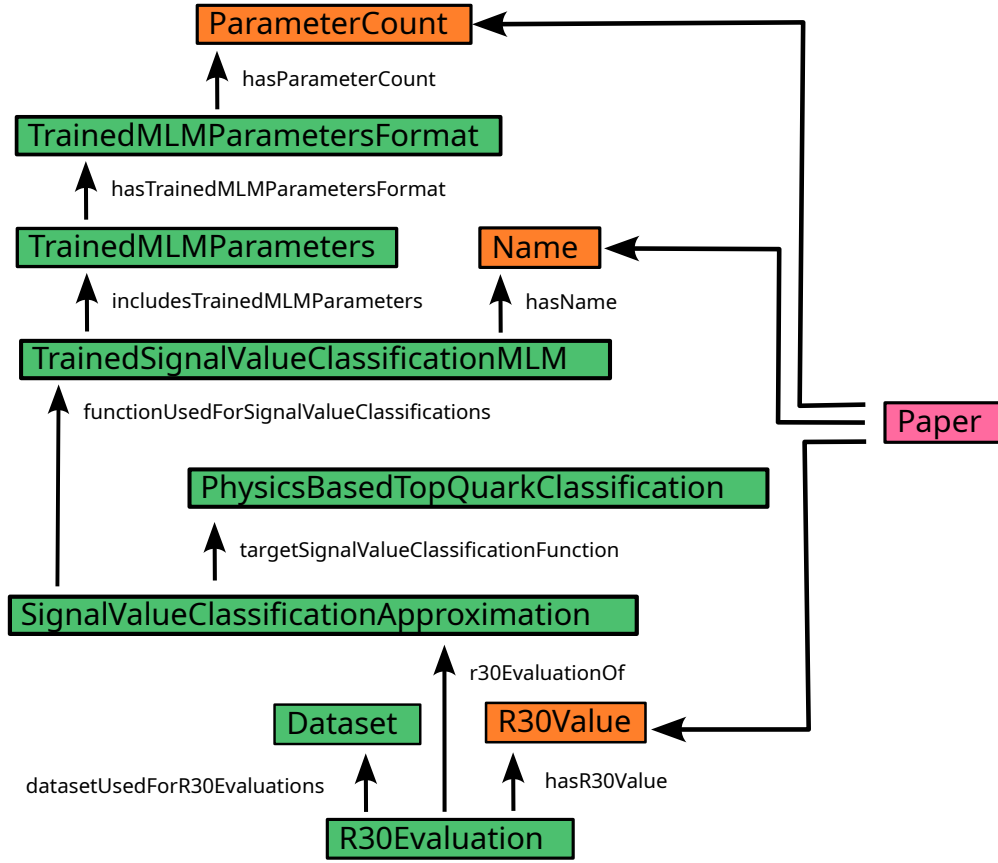 ParameterCount
hasParameterCount
TrainedMLMParametersFormat
hasTrainedMLMParametersFormat
TrainedMLMParameters
Name
includesTrainedMLMParameters
hasName
TrainedSignalValueClassificationMLM
functionUsedForSignalValueClassifications
Paper
PhysicsBasedTopQuarkClassification
targetSignalValueClassificationFunction
SignalValueClassificationApproximation
r30EvaluationOf
Dataset
R30Value
datasetUsedForR30Evaluations
hasR30Value
R30Evaluation